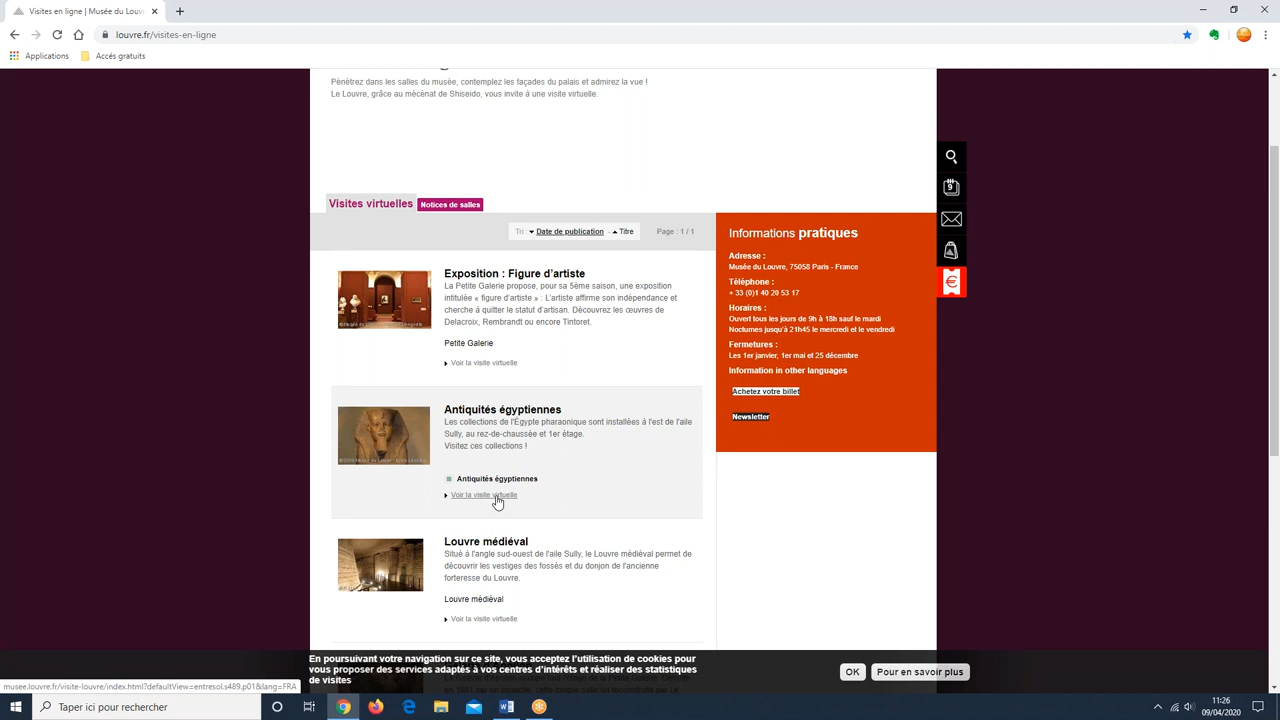 Visites en ligne | Musée du Louvre
louvre.fr/visites-en-ligne
Applications
Accés gratuits
Pénétrez dans les salles du musée, contemplez les façades du palais et admirez la vue !
Le Louvre, grâce au mécénat de Shiseido, vous invite à une visite virtuelle.
Visites virtuelles Notices de salles
Tri : Date de publication - Titre Page : 1 / 1
Exposition : Figure d'artiste
La Petite Galerie propose, pour sa 5ème saison, une exposition
intitulée « figure d'artiste » : L'artiste affirme son indépendance et
cherche à quitter le statut d'artisan. Découvrez les œuvres de
Delacroix, Rembrandt ou encore Tintoret.
Petite Galerie
Voir la visite virtuelle
Antiquités égyptiennes
Les collections de l'Égypte pharaonique sont installées à l'est de l'aile
Sully, au rez-de-chaussée et 1er étage.
Visitez ces collections !
Antiquités égyptiennes
Voir la visite virtuelle
Louvre médiéval
Situé à l'angle sud-ouest de l'aile Sully, le Louvre médiéval permet de
découvrir les vestiges des fossés et du donjon de l'ancienne
forteresse du Louvre.
Louvre médiéval
Voir la visite virtuelle
Informations pratiques
Adresse :
Musée du Louvre, 75058 Paris - France
Téléphone :
+ 33 (0)1 40 20 53 17
Horaires :
Ouvert tous les jours de 9h à 18h sauf le mardi
Nocturnes jusqu'à 21h45 le mercredi et le vendredi
Fermetures :
Les 1er janvier, 1er mai et 25 décembre
Information in other languages
Achetez votre billet
Newsletter
9
€
En poursuivant votre navigation sur ce site, vous acceptez l'utilisation de cookies pour
vous proposer des services adaptés à vos centres d'intérêts et réaliser des statistiques
de visites
OK Pour en savoir plus
musee.louvre.fr/visite-louvre/index.html?defaultView=entresol.s489.p01&lang=FRA
Taper ici pour rechercher
11:26
09/04/2020